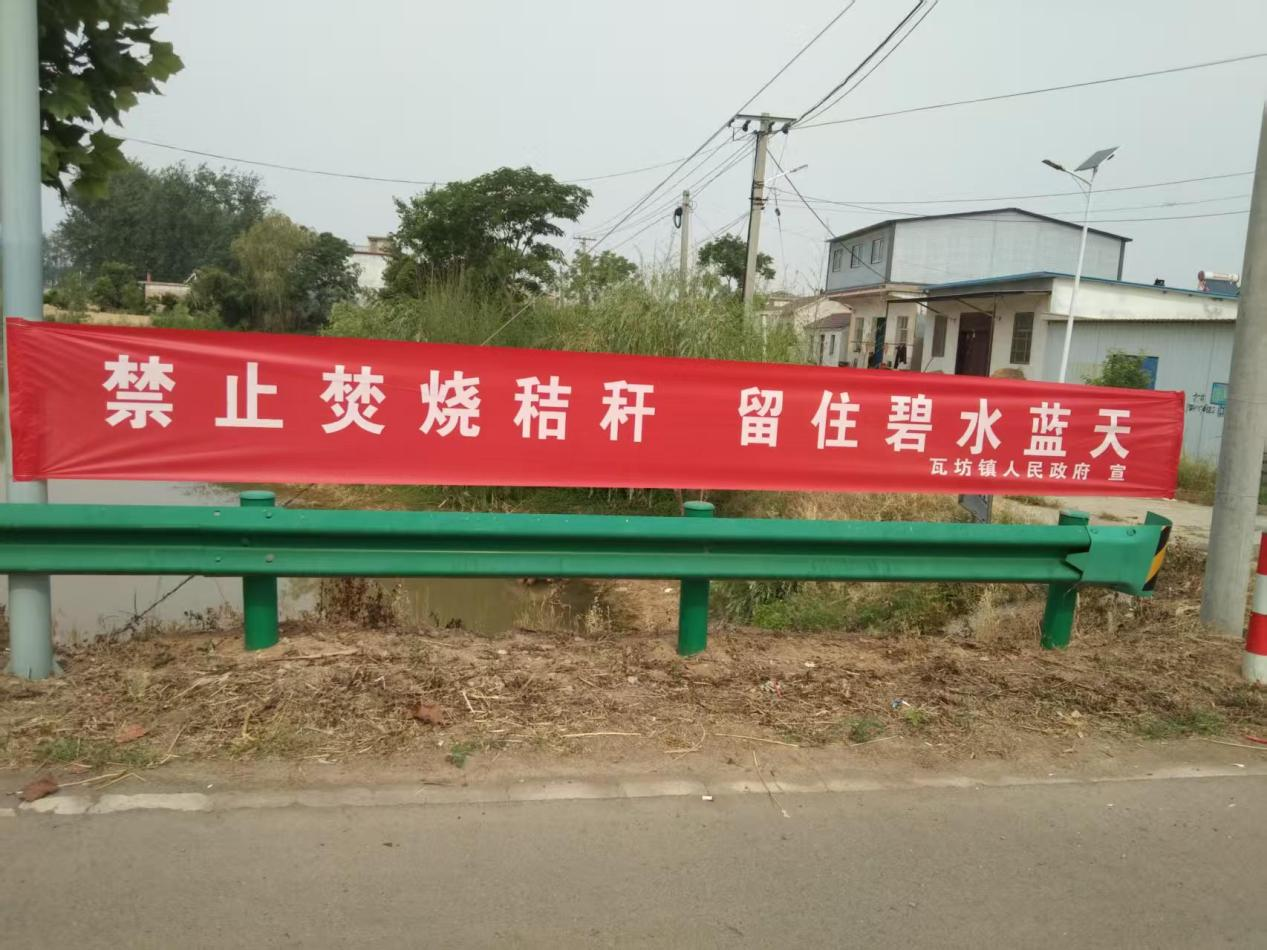 禁止焚烧秸秆 留住碧水蓝天
瓦坊镇人民政府 宣